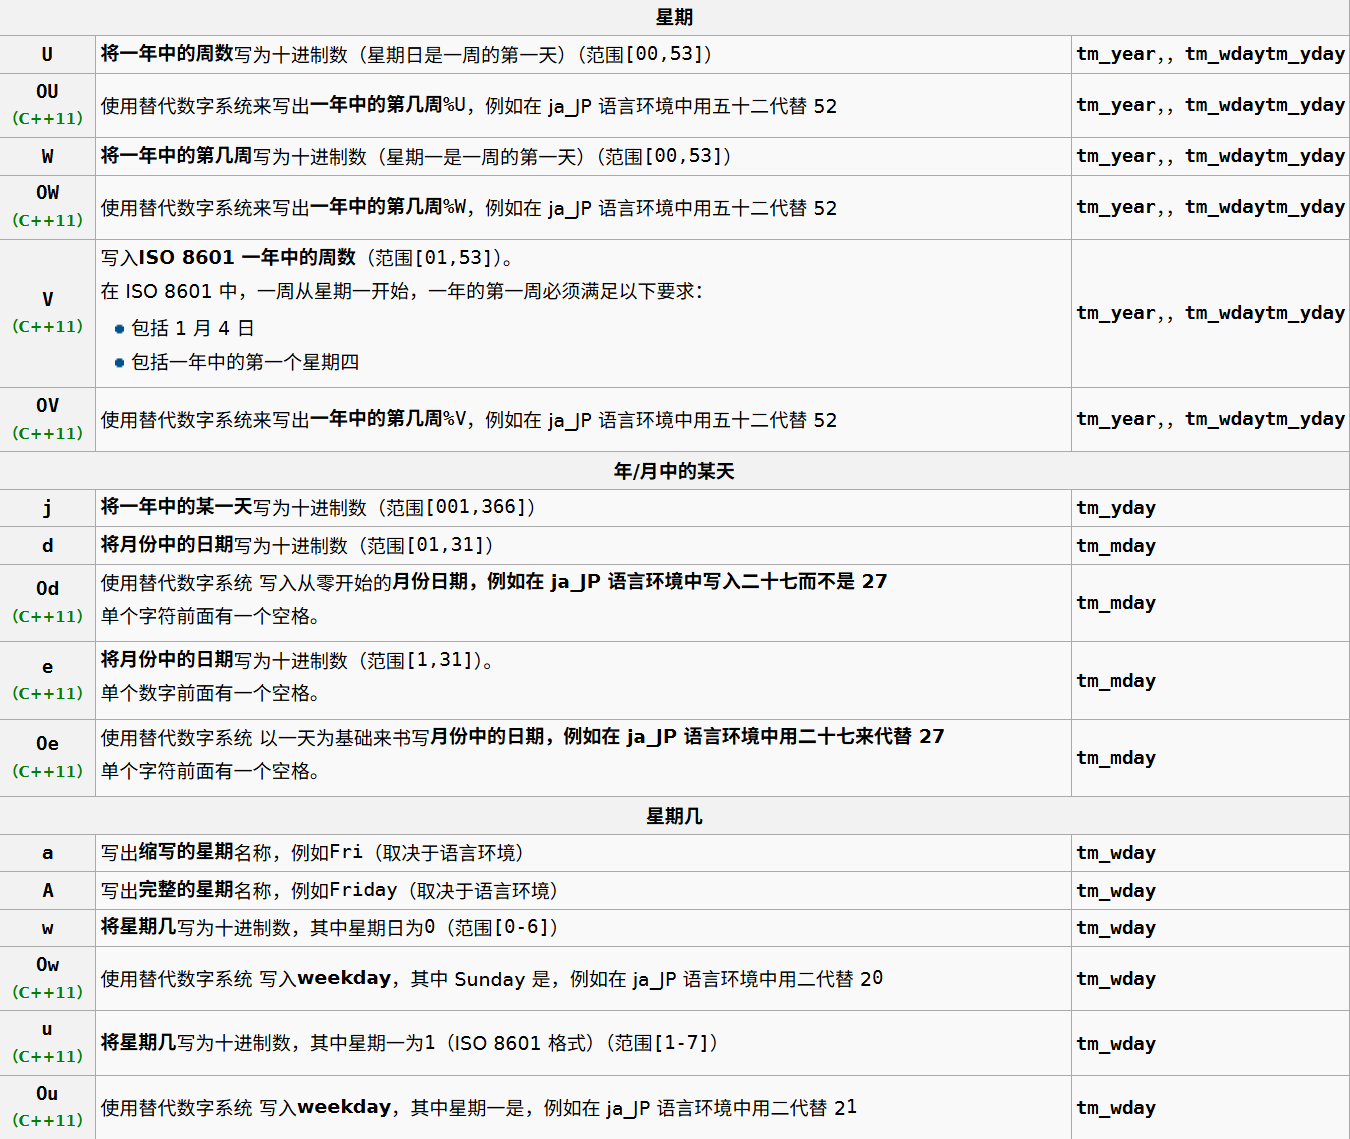 星期
U 将一年中的周数写为十进制数（星期日是一周的第一天）（范围[00,53]） tm_year，，tm_wdaytm_yday
OU
（C++11）
使用替代数字系统来写出一年中的第几周%U，例如在 ja_JP 语言环境中用五十二代替 52 tm_year，，tm_wdaytm_yday
W 将一年中的第几周写为十进制数（星期一是一周的第一天）（范围[00,53]） tm_year，，tm_wdaytm_yday
OW
（C++11）
使用替代数字系统来写出一年中的第几周%W，例如在 ja_JP 语言环境中用五十二代替 52 tm_year，，tm_wdaytm_yday
V
（C++11）
写入ISO 8601 一年中的周数（范围[01,53]）。
在 ISO 8601 中，一周从星期一开始，一年的第一周必须满足以下要求：
包括 1 月 4 日
包括一年中的第一个星期四
tm_year，，tm_wdaytm_yday
OV
（C++11）
使用替代数字系统来写出一年中的第几周%V，例如在 ja_JP 语言环境中用五十二代替 52 tm_year，，tm_wdaytm_yday
年/月中的某天
j 将一年中的某一天写为十进制数（范围[001,366]） tm_yday
d 将月份中的日期写为十进制数（范围[01,31]） tm_mday
Od
（C++11）
使用替代数字系统 写入从零开始的月份日期，例如在 ja_JP 语言环境中写入二十七而不是 27
单个字符前面有一个空格。
tm_mday
e
（C++11）
将月份中的日期写为十进制数（范围[1,31]）。
单个数字前面有一个空格。
tm_mday
Oe
（C++11）
使用替代数字系统 以一天为基础来书写月份中的日期，例如在 ja_JP 语言环境中用二十七来代替 27
单个字符前面有一个空格。
tm_mday
星期几
a 写出缩写的星期名称，例如Fri（取决于语言环境） tm_wday
A 写出完整的星期名称，例如Friday（取决于语言环境） tm_wday
w 将星期几写为十进制数，其中星期日为0（范围[0-6]） tm_wday
Ow
（C++11）
使用替代数字系统 写入weekday，其中 Sunday 是，例如在 ja_JP 语言环境中用二代替 20 tm_wday
u
（C++11）
将星期几写为十进制数，其中星期一为1（ISO 8601 格式）（范围[1-7]） tm_wday
Ou
（C++11）
使用替代数字系统 写入weekday，其中星期一是，例如在 ja_JP 语言环境中用二代替 21 tm_wday